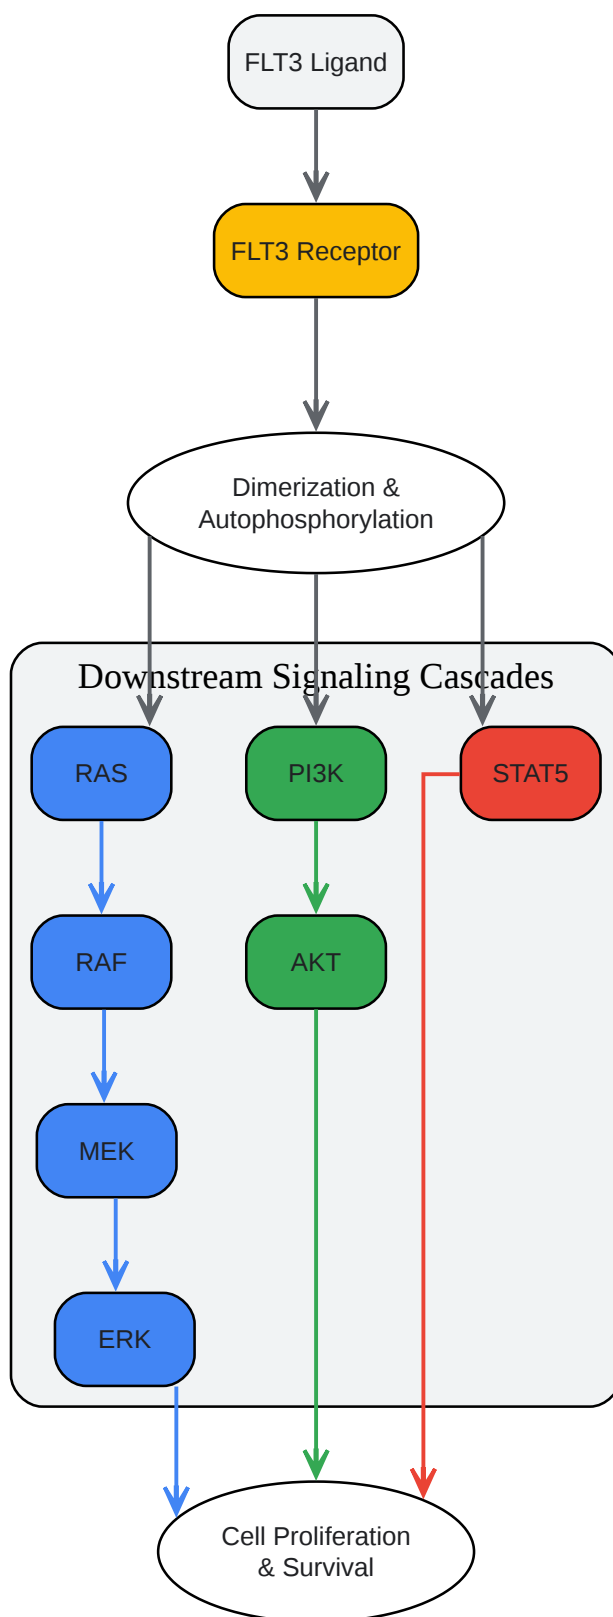 FLT3 Ligand
FLT3 Receptor
Dimerization &
Autophosphorylation
Downstream Signaling Cascades
RAS
PI3K
STAT5
RAF
AKT
MEK
ERK
Cell Proliferation
& Survival